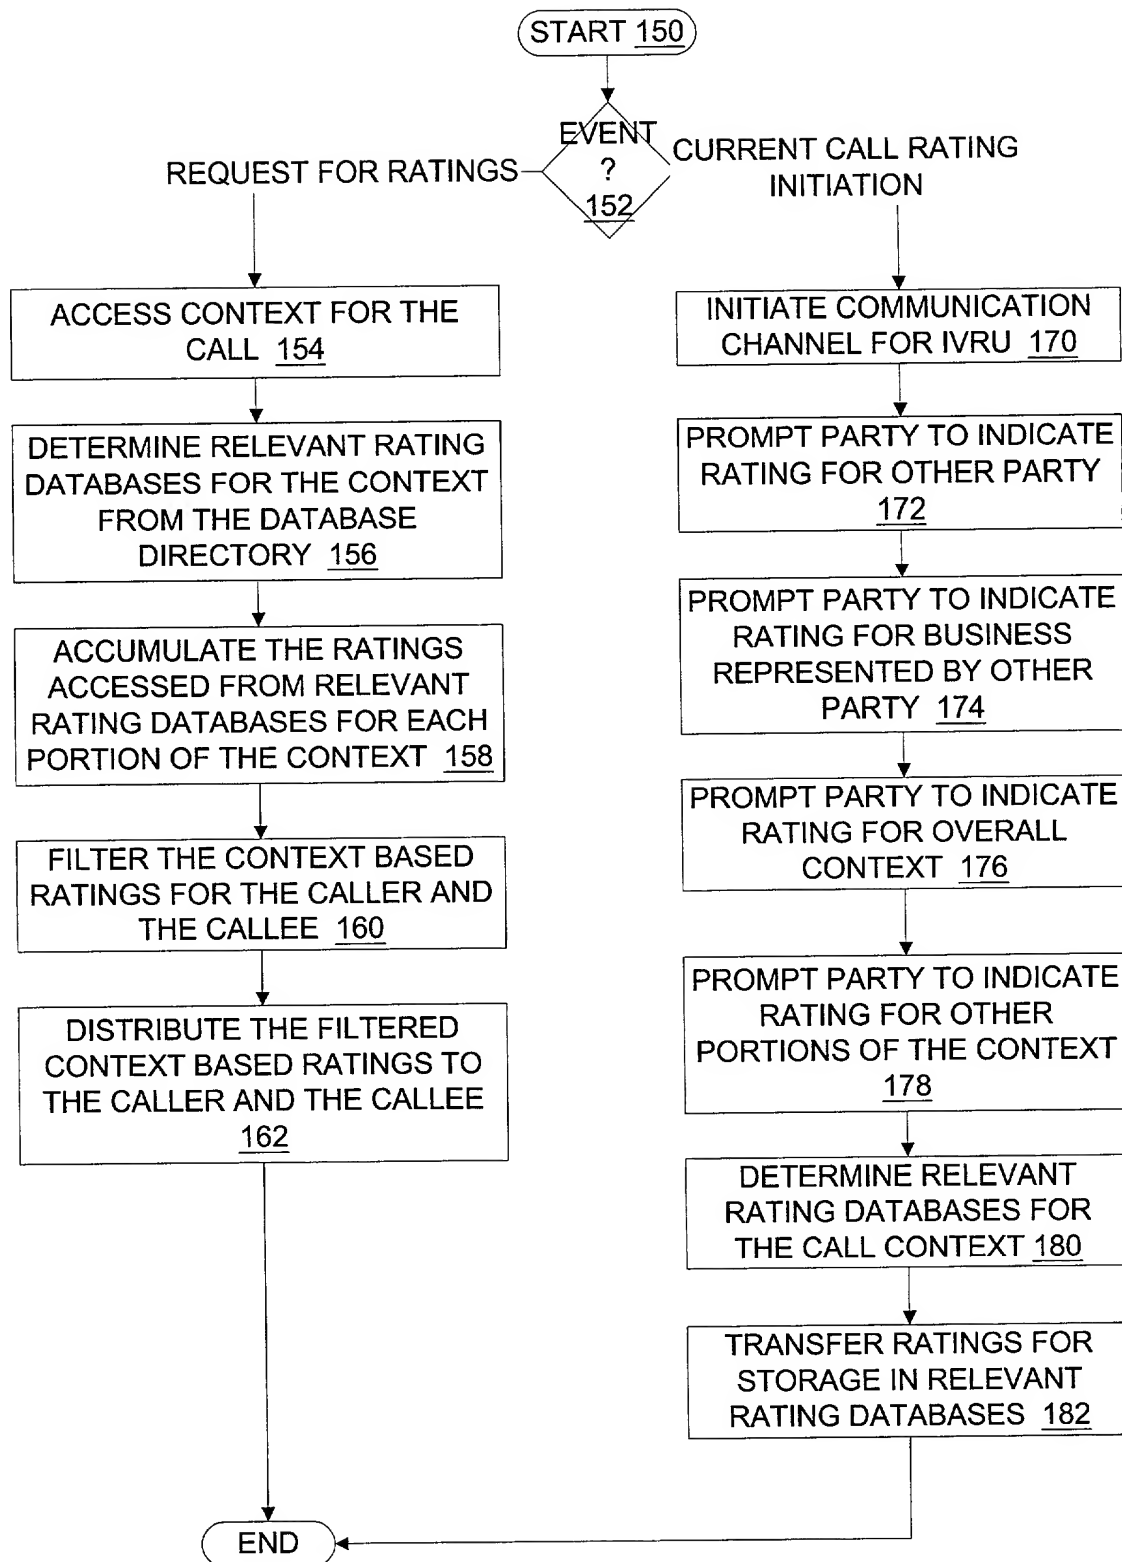 START 150
EVENT
?
152
REQUEST FOR RATINGS
CURRENT CALL RATING
INITIATION
ACCESS CONTEXT FOR THE
CALL 154
DETERMINE RELEVANT RATING
DATABASES FOR THE CONTEXT
FROM THE DATABASE
DIRECTORY 156
ACCUMULATE THE RATINGS
ACCESSED FROM RELEVANT
RATING DATABASES FOR EACH
PORTION OF THE CONTEXT 158
FILTER THE CONTEXT BASED
RATINGS FOR THE CALLER AND
THE CALLEE 160
DISTRIBUTE THE FILTERED
CONTEXT BASED RATINGS TO
THE CALLER AND THE CALLEE
162
INITIATE COMMUNICATION
CHANNEL FOR IVRU 170
PROMPT PARTY TO INDICATE
RATING FOR OTHER PARTY
172
PROMPT PARTY TO INDICATE
RATING FOR BUSINESS
REPRESENTED BY OTHER
PARTY 174
PROMPT PARTY TO INDICATE
RATING FOR OVERALL
CONTEXT 176
PROMPT PARTY TO INDICATE
RATING FOR OTHER
PORTIONS OF THE CONTEXT
178
DETERMINE RELEVANT
RATING DATABASES FOR
THE CALL CONTEXT 180
TRANSFER RATINGS FOR
STORAGE IN RELEVANT
RATING DATABASES 182
END